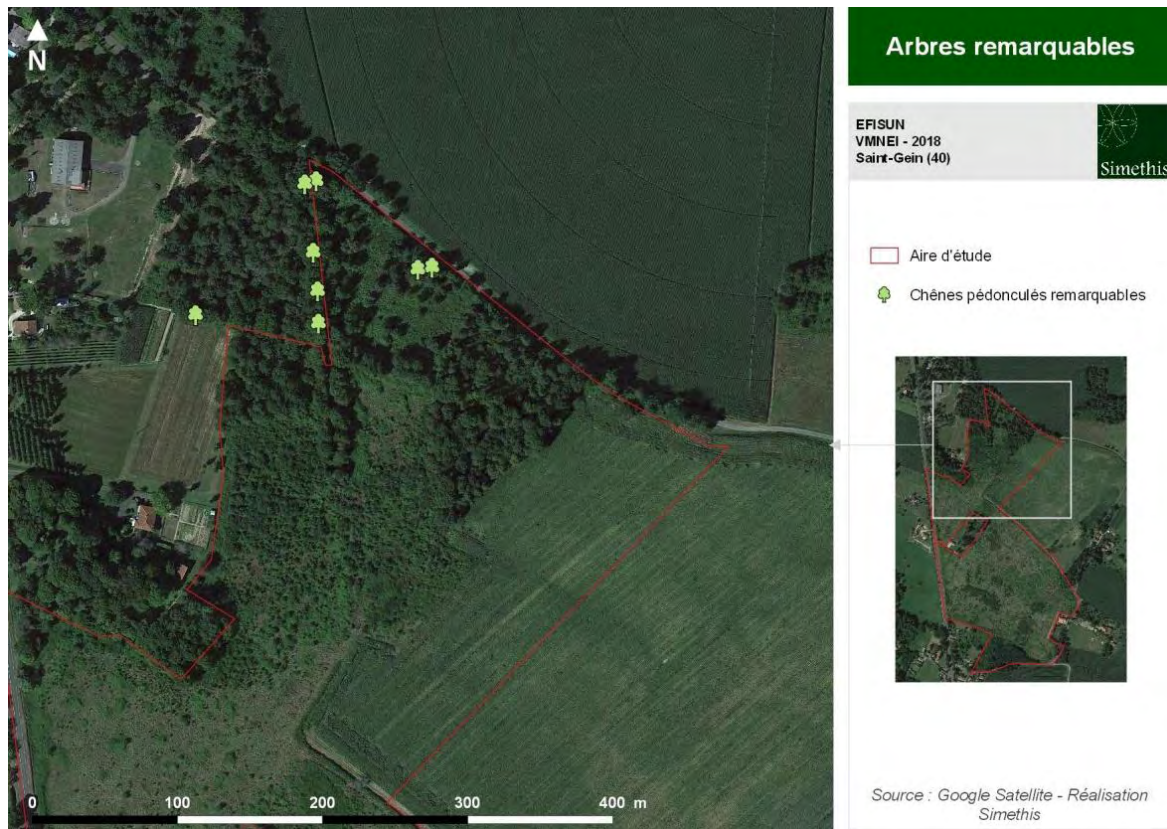 N
Arbres remarquables
EFISUN
VMNEI - 2018
Saint-Gein (40)
Simethis
Aire d'étude
Chênes pédonculés remarquables
0 100 200 300 400 m
Source : Google Satellite - Réalisation
Simethis